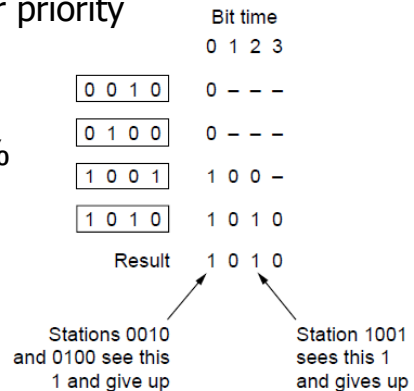 r priority
Bit time
0 1 2 3
0 0 1 0 0 – – –
0 1 0 0 0 – – –
%
1 0 0 1 1 0 0 –
1 0 1 0 1 0 1 0
Result 1 0 1 0
Stations 0010
and 0100 see this
1 and give up
Station 1001
sees this 1
and gives up